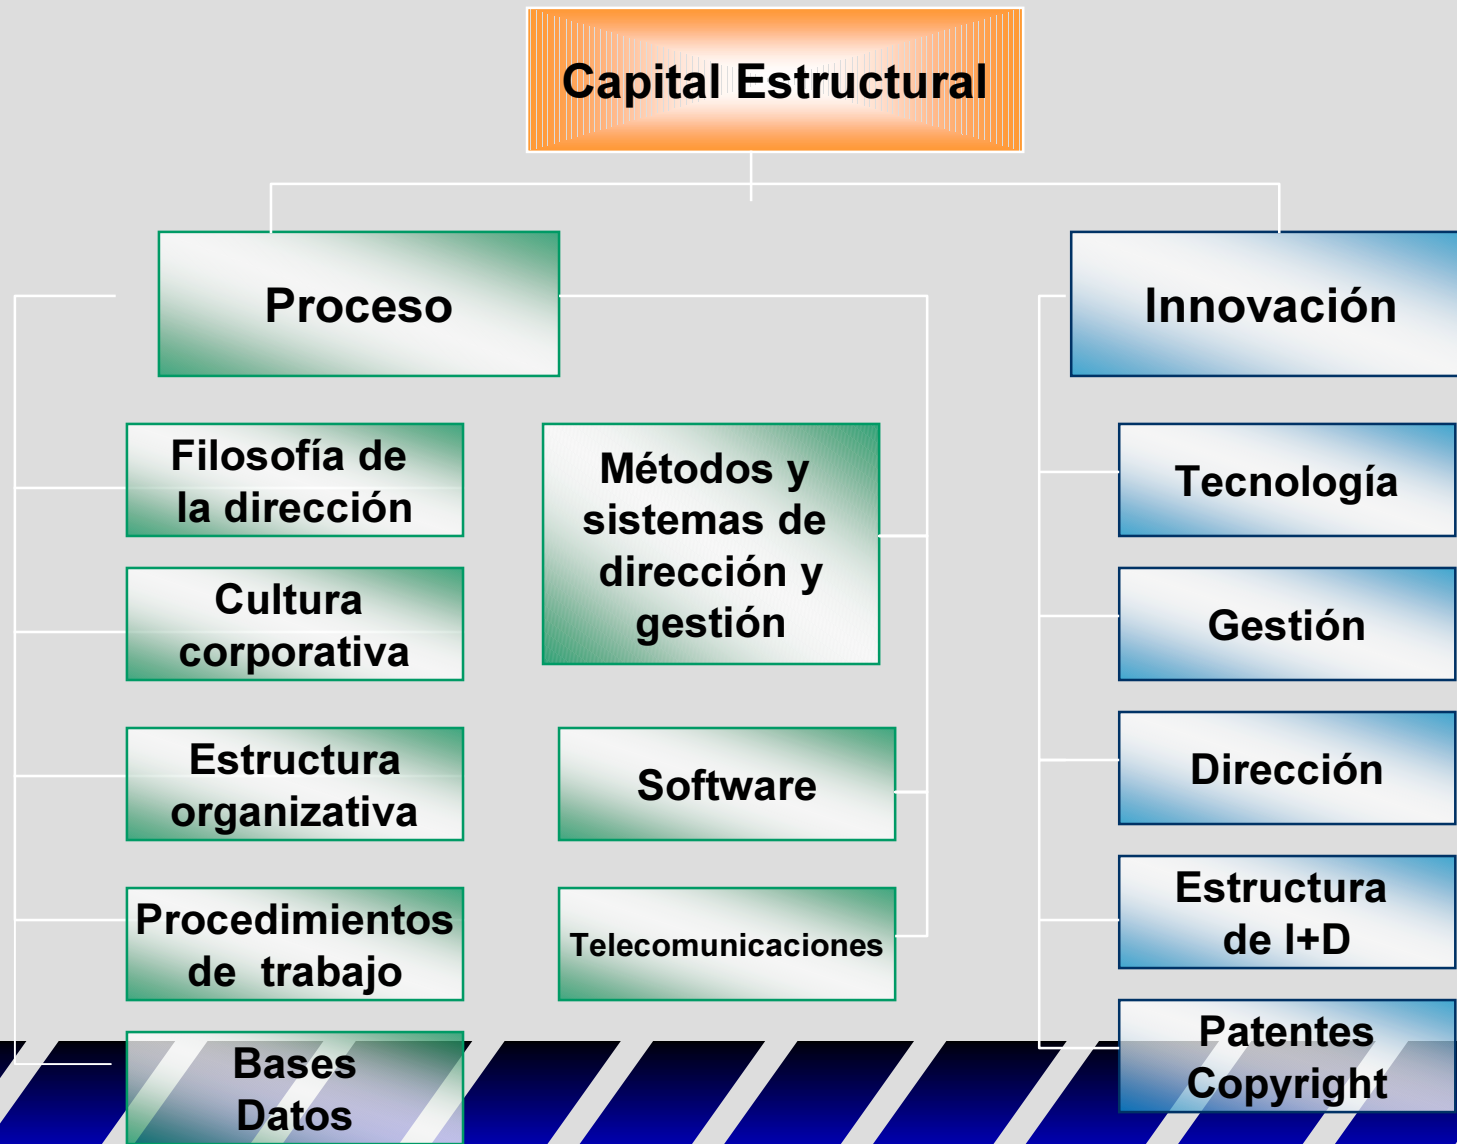 Capital Estructural
Proceso
Innovación
Filosofía de
la dirección
Cultura
corporativa
Estructura
organizativa
Procedimientos
de trabajo
Bases
Datos
Métodos y
sistemas de
dirección y
gestión
Software
Telecomunicaciones
Tecnología
Gestión
Dirección
Estructura
de I+D
Patentes
Copyright